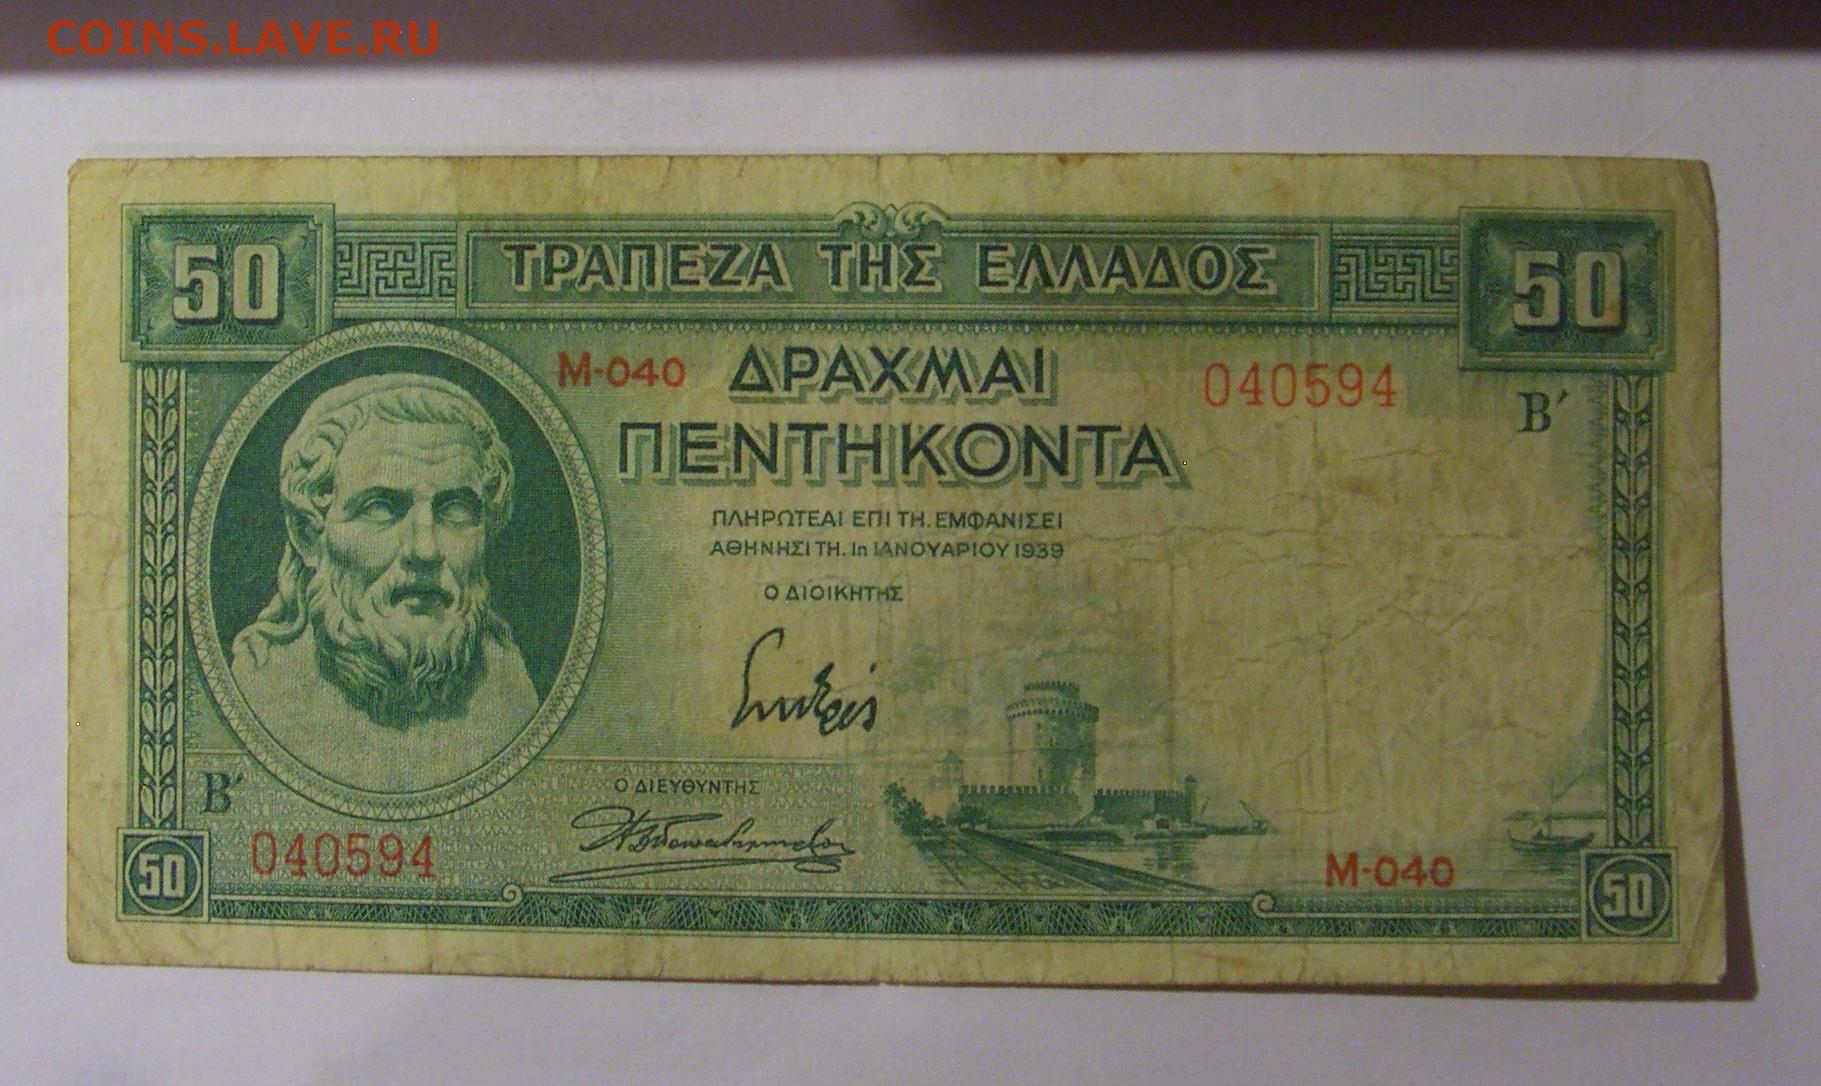 COINS.LAVE.RU
50 ΤΡΑΠΕΖΑ ΤΗΣ ΕΛΛΑΔΟΣ 50
Μ-040 ΔΡΑΧΜΑΙ 040594 Β′
ΠΕΝΤΗΚΟΝΤΑ
ΠΛΗΡΩΤΕΑΙ ΕΠΙ ΤΗ. ΕΜΦΑΝΙΣΕΙ
ΑΘΗΝΗΣΙ ΤΗ. 1η ΙΑΝΟΥΑΡΙΟΥ 1939
Ο ΔΙΟΙΚΗΤΗΣ
Ο ΔΙΕΥΘΥΝΤΗΣ
Β′
040594 Μ-040
50 50